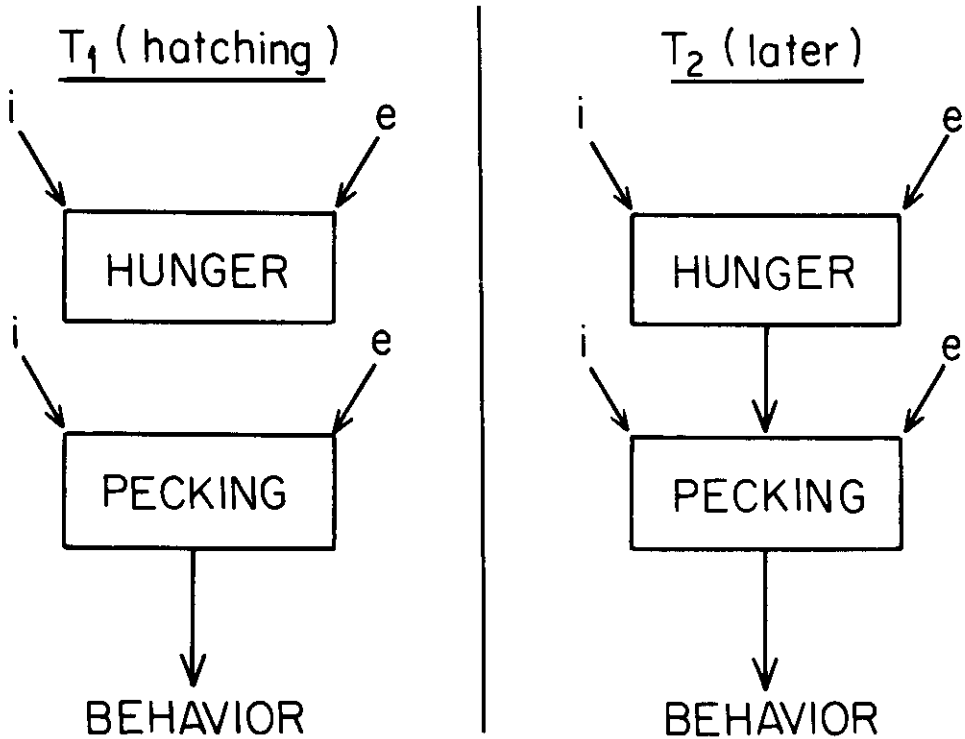 T₁ (hatching)
i e
HUNGER
i e
PECKING
BEHAVIOR
T₂ (later)
i e
HUNGER
i e
PECKING
BEHAVIOR